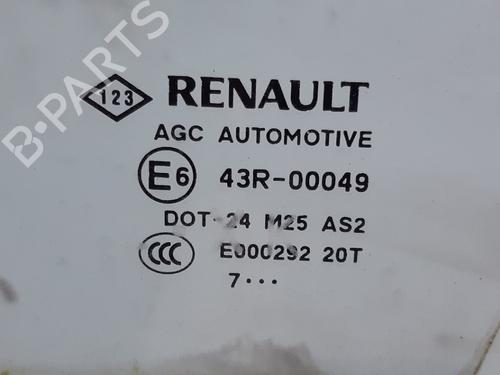 B-PARTS
123 RENAULT
AGC AUTOMOTIVE
E6 43R-00049
DOT-24 M25 AS2
CCC E000292 20T
7···